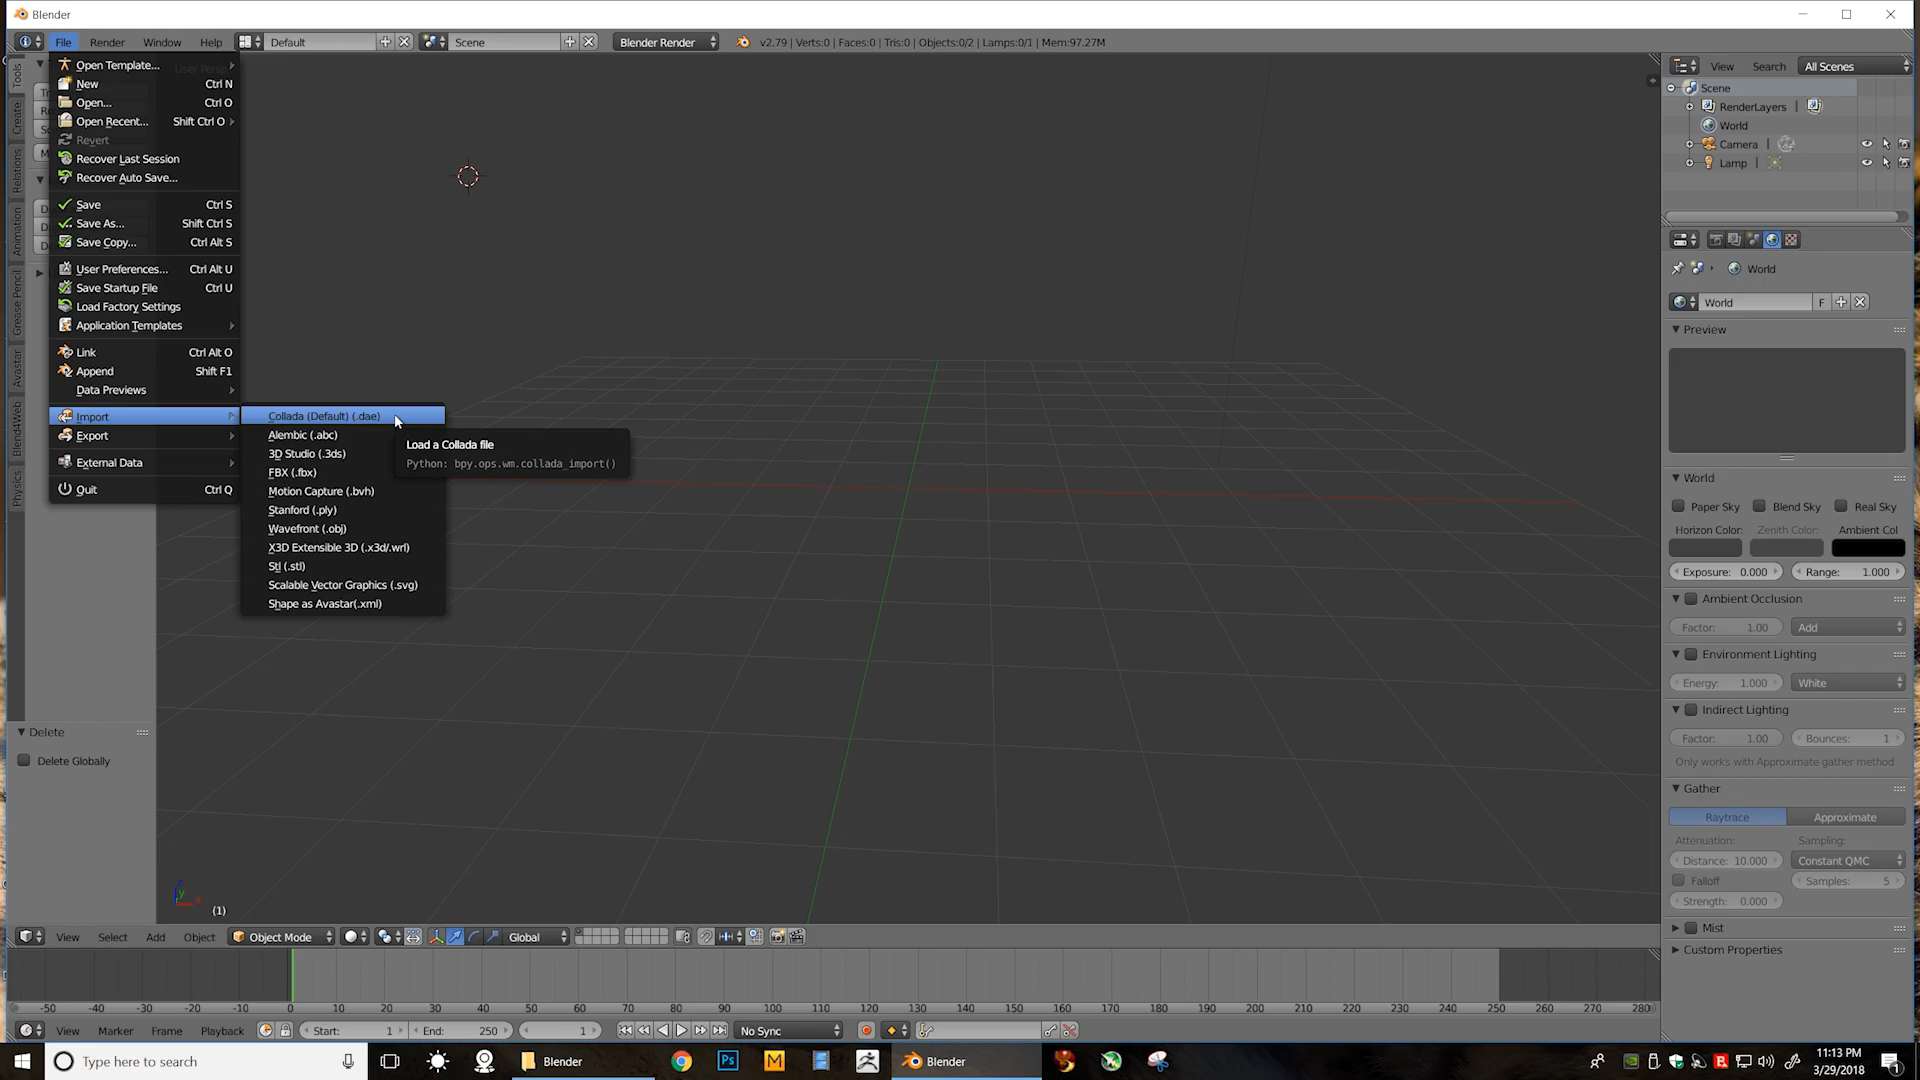 Blender
File Render Window Help Default Scene Blender Render v2.79 | Verts:0 | Faces:0 | Tris:0 | Objects:0/2 | Lamps:0/1 | Mem:97.27M
Open Template...
New Ctrl N
Open... Ctrl O
Open Recent... Shift Ctrl O
Revert
Recover Last Session
Recover Auto Save...
Save Ctrl S
Save As... Shift Ctrl S
Save Copy... Ctrl Alt S
User Preferences... Ctrl Alt U
Save Startup File Ctrl U
Load Factory Settings
Application Templates
Link Ctrl Alt O
Append Shift F1
Data Previews
Import
Export
External Data
Quit Ctrl Q
Collada (Default) (.dae)
Alembic (.abc)
3D Studio (.3ds)
FBX (.fbx)
Motion Capture (.bvh)
Stanford (.ply)
Wavefront (.obj)
X3D Extensible 3D (.x3d/.wrl)
Stl (.stl)
Scalable Vector Graphics (.svg)
Shape as Avastar(.xml)
Load a Collada file
Python: bpy.ops.wm.collada_import()
Tools
Create
Relations
Animation
Grease Pencil
Avastar
Blend4Web
Physics
Delete
Delete Globally
(1)
View Search All Scenes
Scene
RenderLayers
World
Camera
Lamp
World
World F
Preview
World
Paper Sky Blend Sky Real Sky
Horizon Color: Zenith Color: Ambient Col
Exposure: 0.000 Range: 1.000
Ambient Occlusion
Factor: 1.00 Add
Environment Lighting
Energy: 1.000 White
Indirect Lighting
Factor: 1.00 Bounces: 1
Only works with Approximate gather method
Gather
Raytrace Approximate
Attenuation: Sampling:
Distance: 10.000 Constant QMC
Falloff Samples: 5
Strength: 0.000
Mist
Custom Properties
View Select Add Object Object Mode Global
-50 -40 -30 -20 -10 0 10 20 30 40 50 60 70 80 90 100 110 120 130 140 150 160 170 180 190 200 210 220 230 240 250 260 270 280
View Marker Frame Playback Start: 1 End: 250 1 No Sync
Type here to search Blender Ps M Blender 11:13 PM
3/29/2018